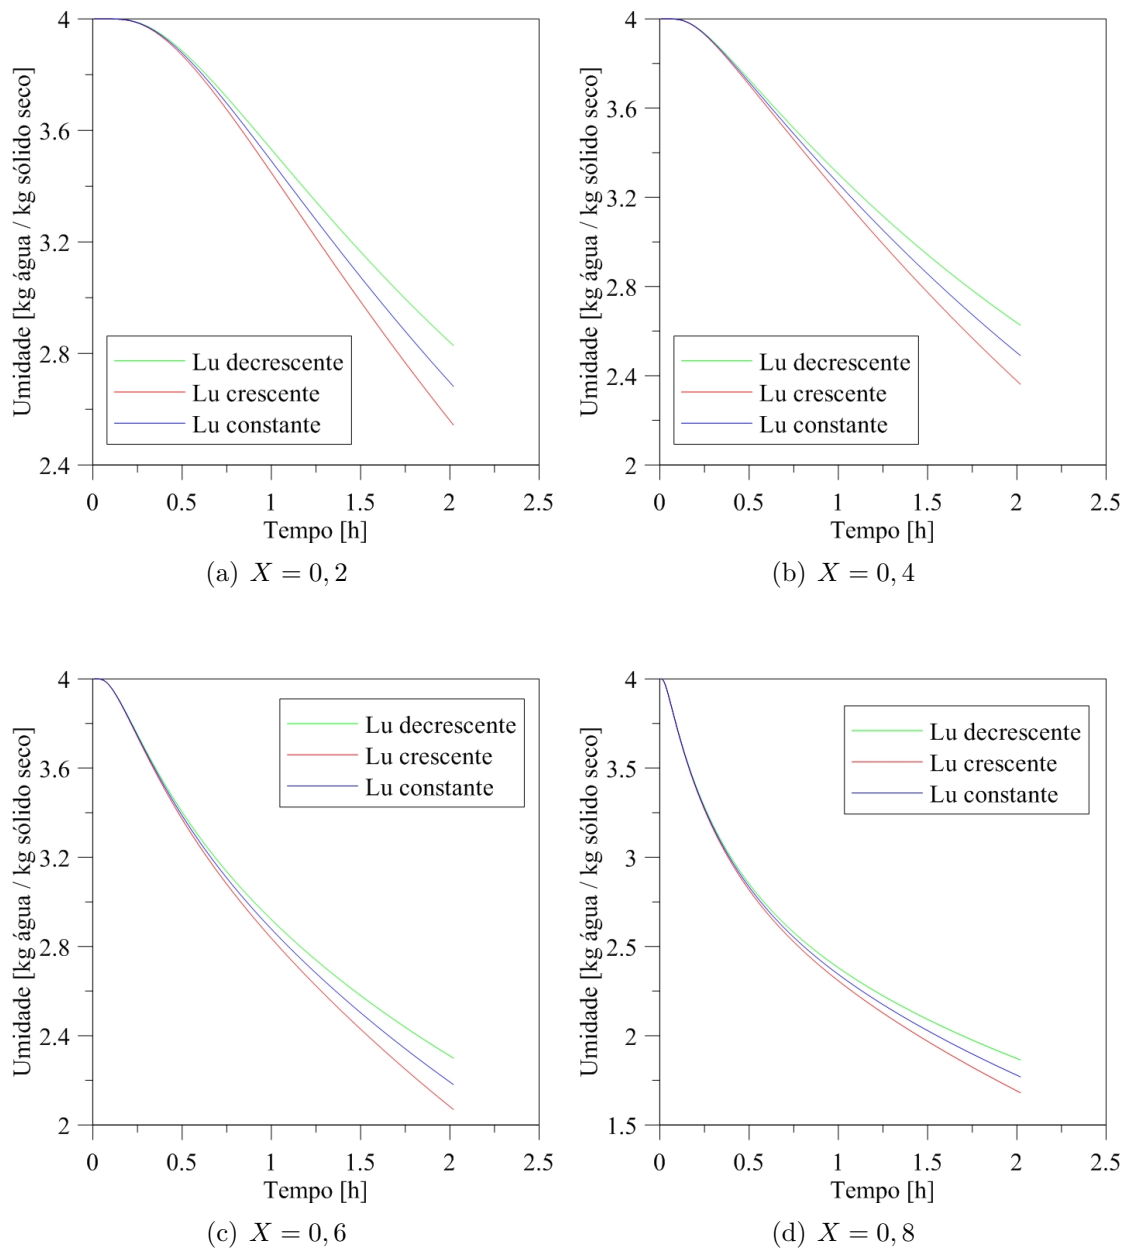 4
3.6
3.2
2.8
2.4
Umidade [kg água / kg sólido seco]
Lu decrescente
Lu crescente
Lu constante
0 0.5 1 1.5 2 2.5
Tempo [h]
(a) X = 0, 2
4
3.6
3.2
2.8
2.4
2
Umidade [kg água / kg sólido seco]
Lu decrescente
Lu crescente
Lu constante
0 0.5 1 1.5 2 2.5
Tempo [h]
(b) X = 0, 4
4
3.6
3.2
2.8
2.4
2
Umidade [kg água / kg sólido seco]
Lu decrescente
Lu crescente
Lu constante
0 0.5 1 1.5 2 2.5
Tempo [h]
(c) X = 0, 6
4
3.5
3
2.5
2
1.5
Umidade [kg água / kg sólido seco]
Lu decrescente
Lu crescente
Lu constante
0 0.5 1 1.5 2 2.5
Tempo [h]
(d) X = 0, 8